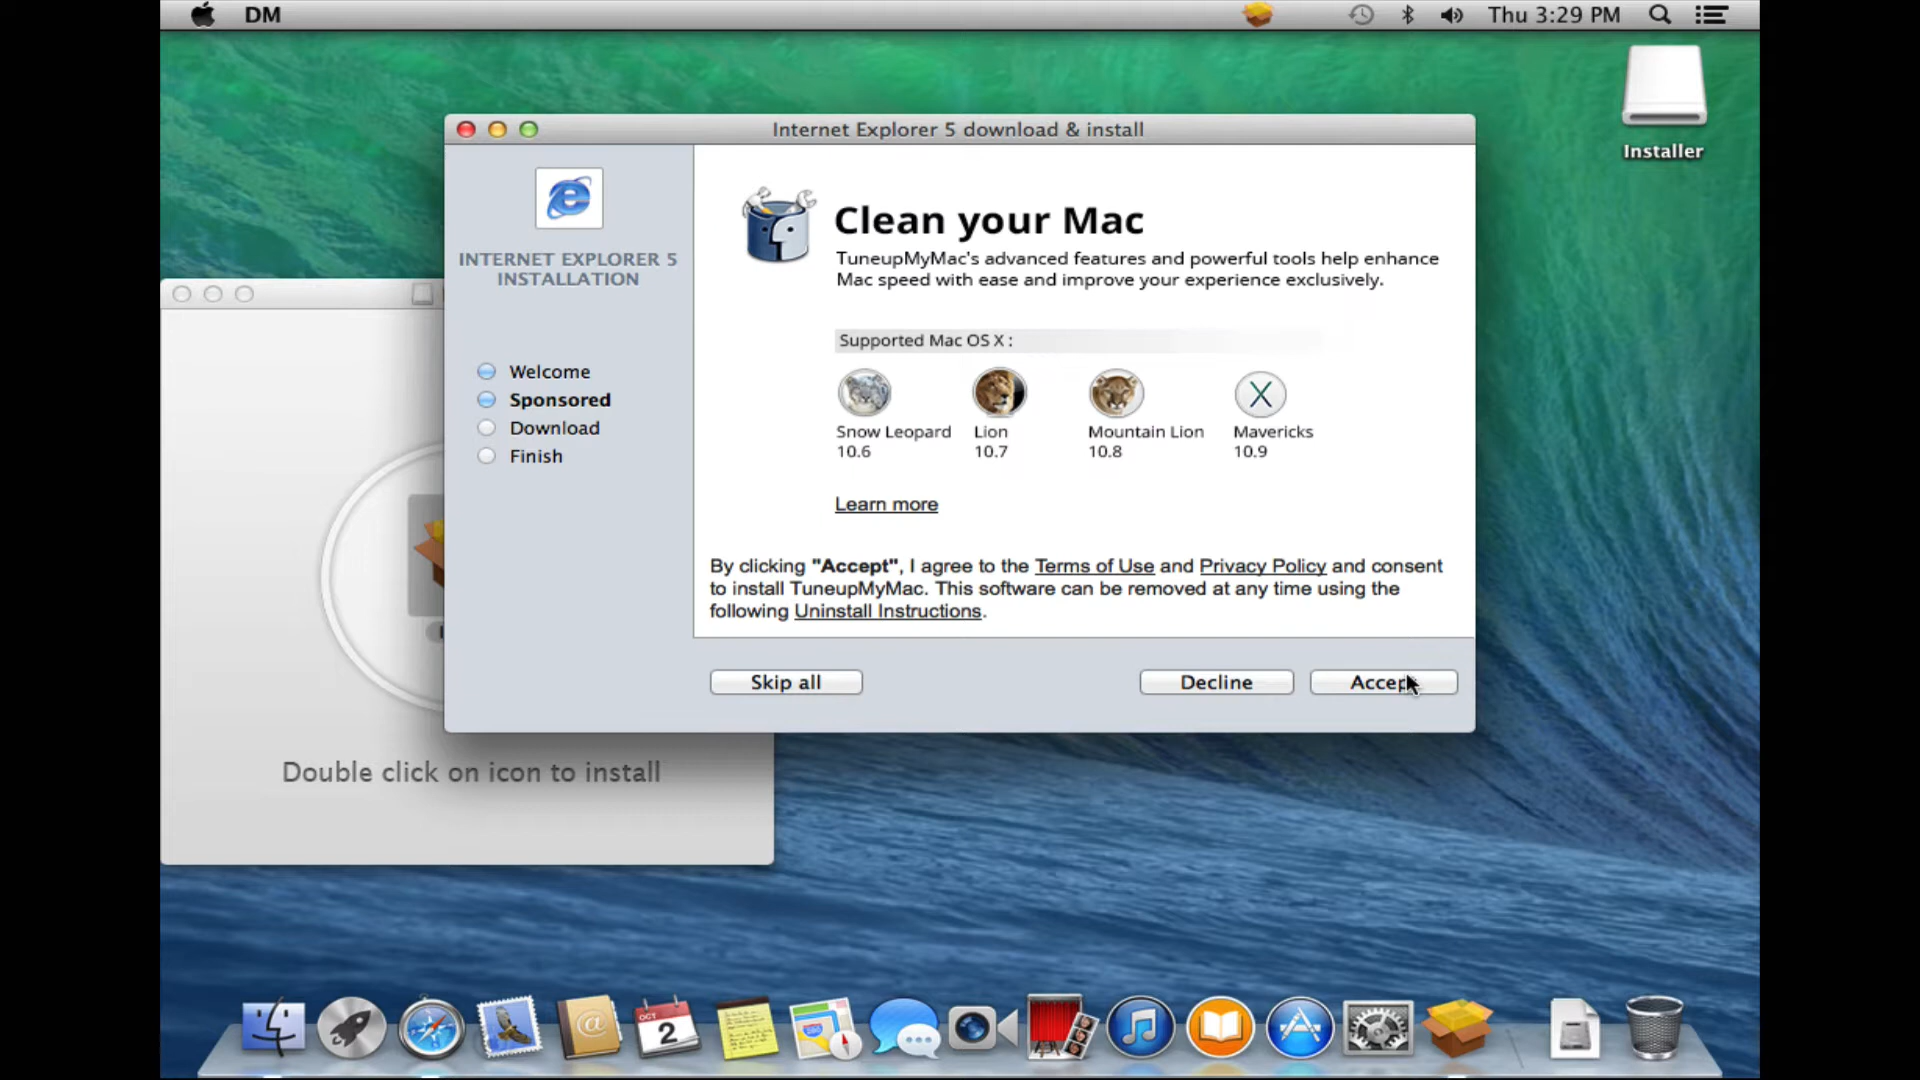 DM
Thu 3:29 PM
Installer
Internet Explorer 5 download & install
INTERNET EXPLORER 5
INSTALLATION
Welcome
Sponsored
Download
Finish
Clean your Mac
TuneupMyMac's advanced features and powerful tools help enhance
Mac speed with ease and improve your experience exclusively.
Supported Mac OS X :
Snow Leopard
10.6
Lion
10.7
Mountain Lion
10.8
Mavericks
10.9
Learn more
By clicking "Accept", I agree to the Terms of Use and Privacy Policy and consent
to install TuneupMyMac. This software can be removed at any time using the
following Uninstall Instructions.
Skip all
Decline
Accept
Double click on icon to install
OCT
2